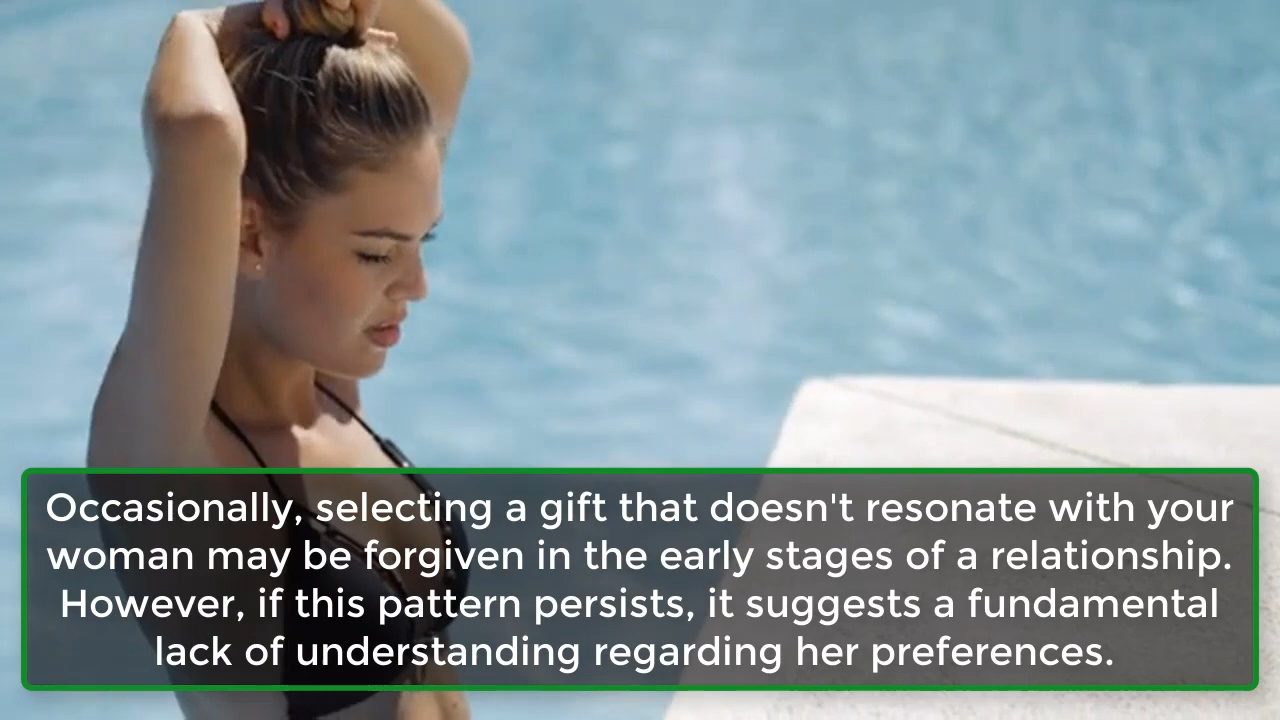 Occasionally, selecting a gift that doesn't resonate with your
woman may be forgiven in the early stages of a relationship.
However, if this pattern persists, it suggests a fundamental
lack of understanding regarding her preferences.